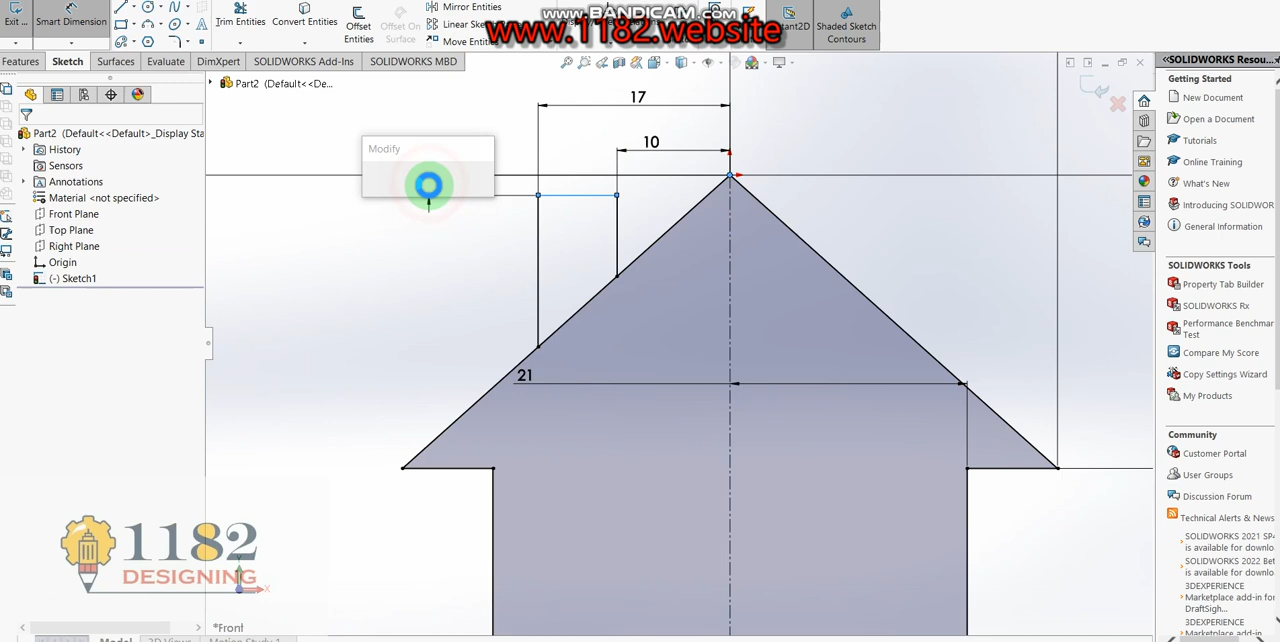 www.BANDICAM.com
www.1182.website
Exit ...
Smart Dimension
Trim Entities
Convert Entities
Offset
Entities
Offset On
Surface
Mirror Entities
Linear Sketch
Move Entities
Instant2D
Shaded Sketch
Contours
Features
Sketch
Surfaces
Evaluate
DimXpert
SOLIDWORKS Add-Ins
SOLIDWORKS MBD
Part2 (Default<<De...
Part2 (Default<<Default>_Display Sta
History
Sensors
Annotations
Material <not specified>
Front Plane
Top Plane
Right Plane
Origin
(-) Sketch1
Modify
17
10
21
1182
DESIGNING
Y
X
*Front
Model
3D Views
Motion Study 1
SOLIDWORKS Resou...
Getting Started
New Document
Open a Document
Tutorials
Online Training
What's New
Introducing SOLIDWOR
General Information
SOLIDWORKS Tools
Property Tab Builder
SOLIDWORKS Rx
Performance Benchmar
Test
Compare My Score
Copy Settings Wizard
My Products
Community
Customer Portal
User Groups
Discussion Forum
Technical Alerts & News
SOLIDWORKS 2021 SP4
is available for downlo
SOLIDWORKS 2022 Bet
is available for downlo
3DEXPERIENCE
Marketplace add-in for
DraftSigh...
3DEXPERIENCE
Marketplace add-in fo